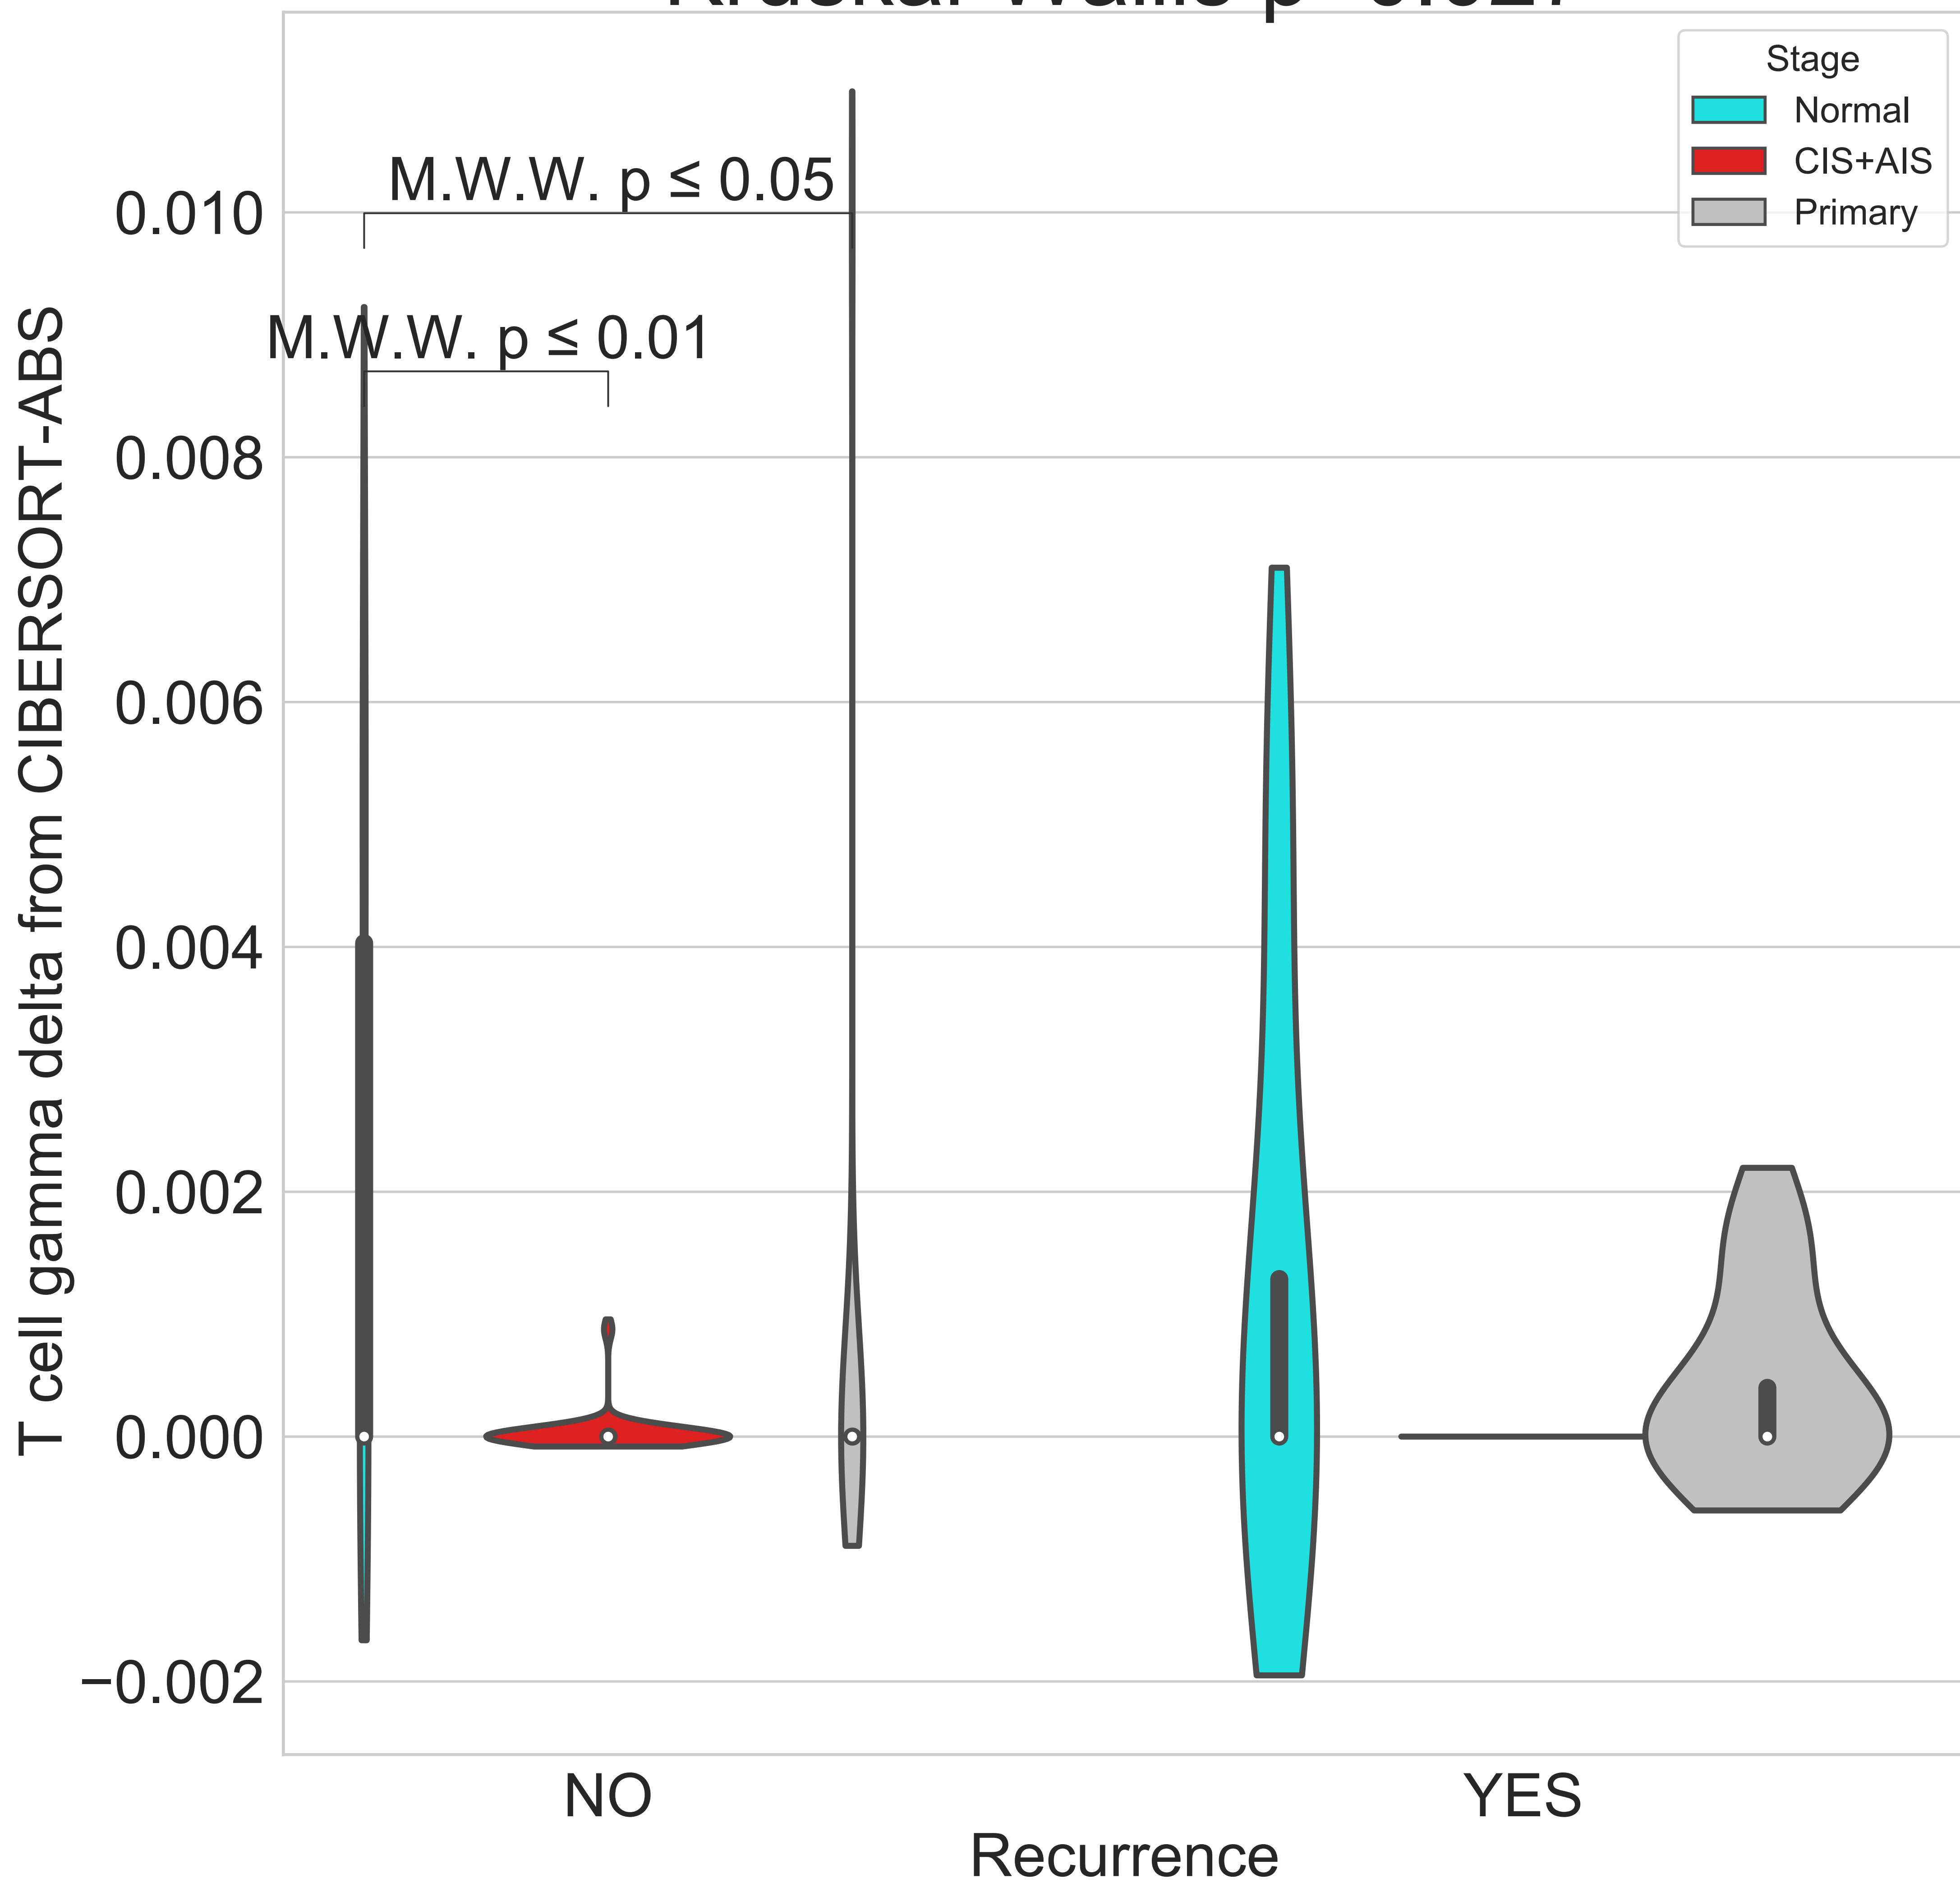 Stage
Normal
CIS+AIS
Primary
M.W.W. p ≤ 0.05
M.W.W. p ≤ 0.01
T cell gamma delta from CIBERSORT-ABS
0.010
0.008
0.006
0.004
0.002
0.000
−0.002
NO
YES
Recurrence